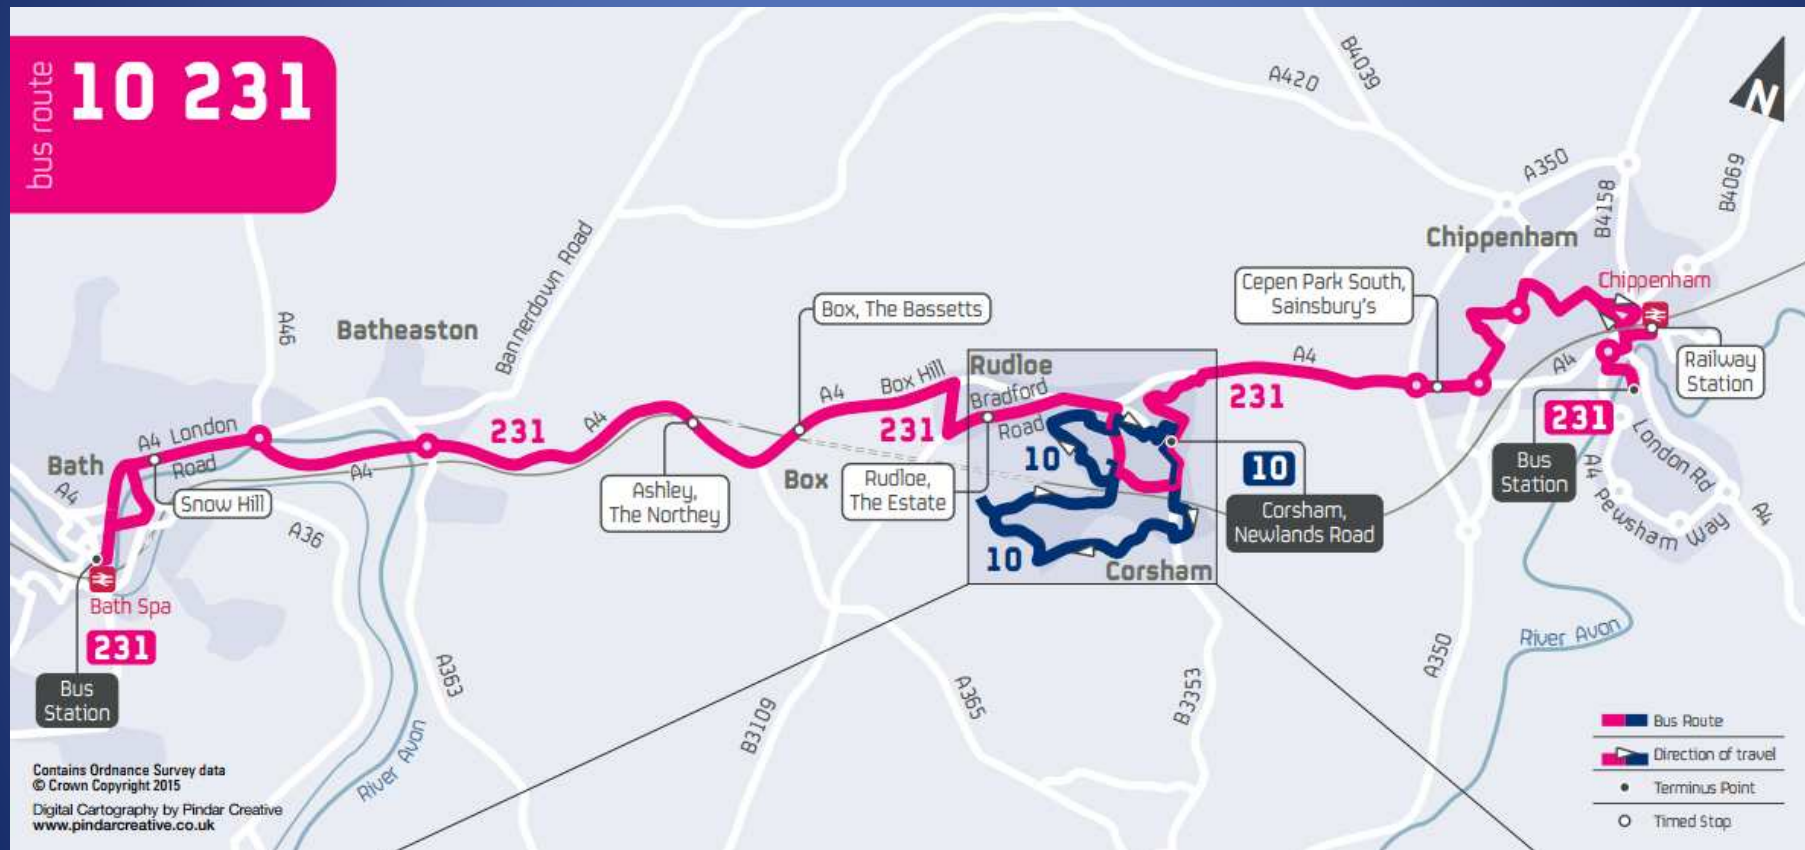 bus route
10 231
A420
B4039
A350
B4158
B4069
Chippenham
Chippenham
Cepen Park South,
Sainsbury's
Railway
Station
A46
Batheaston
Bannerdown Road
Box, The Bassetts
A4
Box Hill
Rudloe
Bradford
Road
A4
231
A4
231
Bus
Station
London Rd
A4
Pewsham Way
A4
Bath
A4
A4 London
Road
Snow Hill
231
A4
A4
A36
Ashley,
The Northey
Box
231
Rudloe,
The Estate
10
10
Corsham,
Newlands Road
10
Corsham
Bath Spa
231
Bus
Station
A363
River Avon
B3109
A365
B3353
A350
River Avon
N
Bus Route
Direction of travel
Terminus Point
Timed Stop
Contains Ordnance Survey data
© Crown Copyright 2015
Digital Cartography by Pindar Creative
www.pindarcreative.co.uk